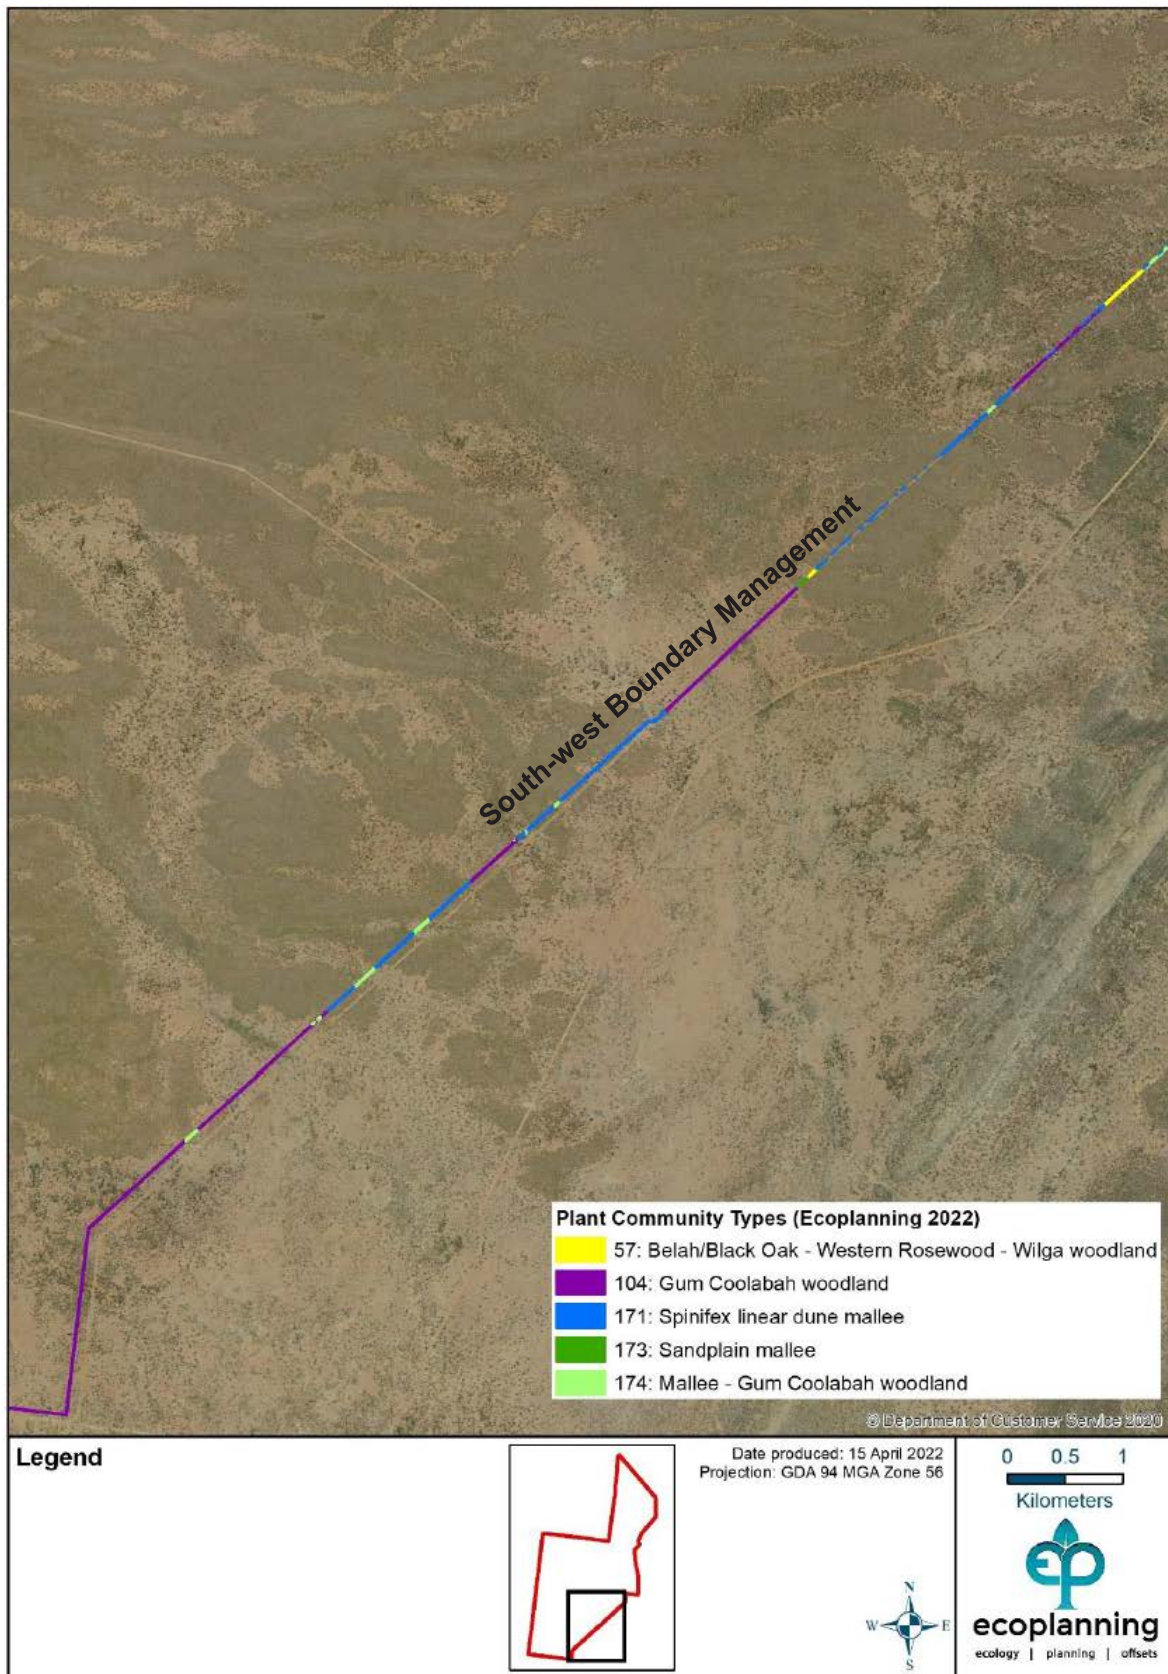 South-west Boundary Management
Plant Community Types (Ecoplanning 2022)
57: Belah/Black Oak - Western Rosewood - Wilga woodland
104: Gum Coolabah woodland
171: Spinifex linear dune mallee
173: Sandplain mallee
174: Mallee - Gum Coolabah woodland
© Department of Customer Service 2020
Legend
Date produced: 15 April 2022
Projection: GDA 94 MGA Zone 56
N
W E
S
0 0.5 1
Kilometers
ep
ecoplanning
ecology | planning | offsets